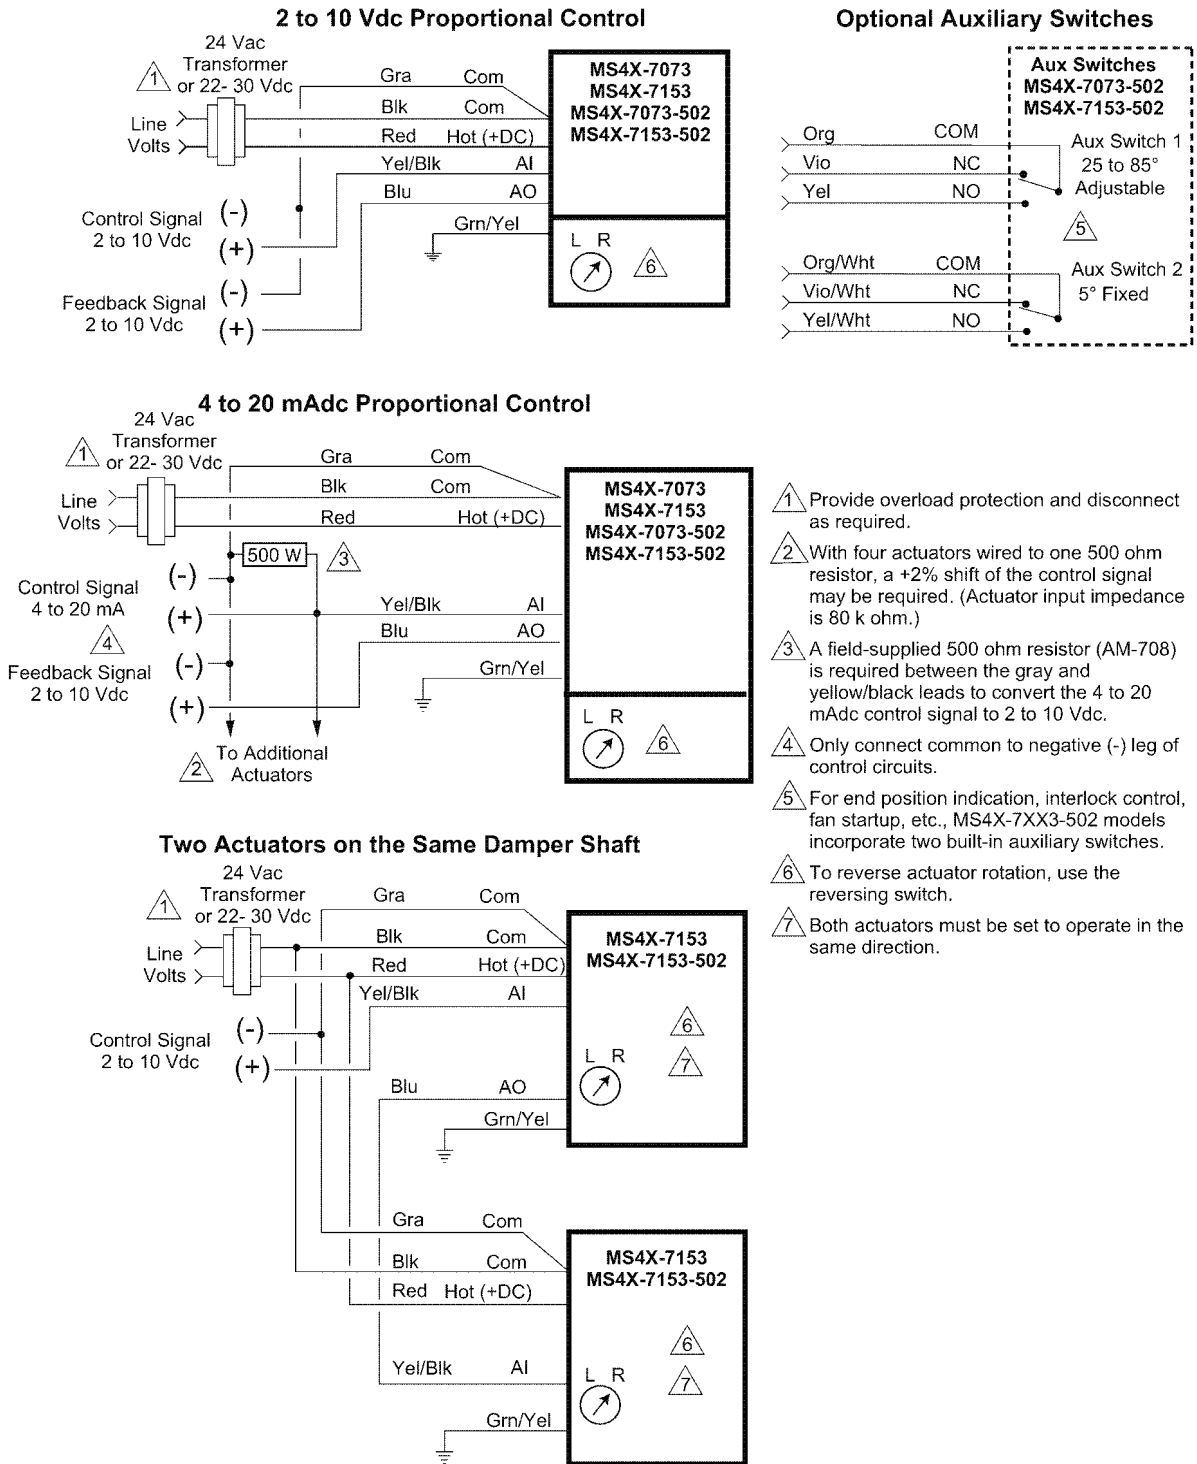 2 to 10 Vdc Proportional Control
24 Vac
Transformer
or 22- 30 Vdc
1
Line
Volts
Gra Com
Blk Com
Red Hot (+DC)
Yel/Blk AI
Blu AO
Grn/Yel
Control Signal
2 to 10 Vdc
(-)
(+)
Feedback Signal
2 to 10 Vdc
(-)
(+)
MS4X-7073
MS4X-7153
MS4X-7073-502
MS4X-7153-502
L R
6
Optional Auxiliary Switches
Aux Switches
MS4X-7073-502
MS4X-7153-502
Org COM
Vio NC
Yel NO
Aux Switch 1
25 to 85°
Adjustable
5
Org/Wht COM
Vio/Wht NC
Yel/Wht NO
Aux Switch 2
5° Fixed
4 to 20 mAdc Proportional Control
24 Vac
Transformer
or 22- 30 Vdc
1
Line
Volts
Gra Com
Blk Com
Red Hot (+DC)
500 W
3
Control Signal
4 to 20 mA
(-)
(+)
4
Feedback Signal
2 to 10 Vdc
(-)
(+)
Yel/Blk AI
Blu AO
Grn/Yel
2
To Additional
Actuators
MS4X-7073
MS4X-7153
MS4X-7073-502
MS4X-7153-502
L R
6
1 Provide overload protection and disconnect
as required.
2 With four actuators wired to one 500 ohm
resistor, a +2% shift of the control signal
may be required. (Actuator input impedance
is 80 k ohm.)
3 A field-supplied 500 ohm resistor (AM-708)
is required between the gray and
yellow/black leads to convert the 4 to 20
mAdc control signal to 2 to 10 Vdc.
4 Only connect common to negative (-) leg of
control circuits.
5 For end position indication, interlock control,
fan startup, etc., MS4X-7XX3-502 models
incorporate two built-in auxiliary switches.
6 To reverse actuator rotation, use the
reversing switch.
7 Both actuators must be set to operate in the
same direction.
Two Actuators on the Same Damper Shaft
24 Vac
Transformer
or 22- 30 Vdc
1
Line
Volts
Gra Com
Blk Com
Red Hot (+DC)
Yel/Blk AI
Control Signal
2 to 10 Vdc
(-)
(+)
Blu AO
Grn/Yel
MS4X-7153
MS4X-7153-502
6
7
L R
Gra Com
Blk Com
Red Hot (+DC)
Yel/Blk AI
Grn/Yel
MS4X-7153
MS4X-7153-502
6
7
L R